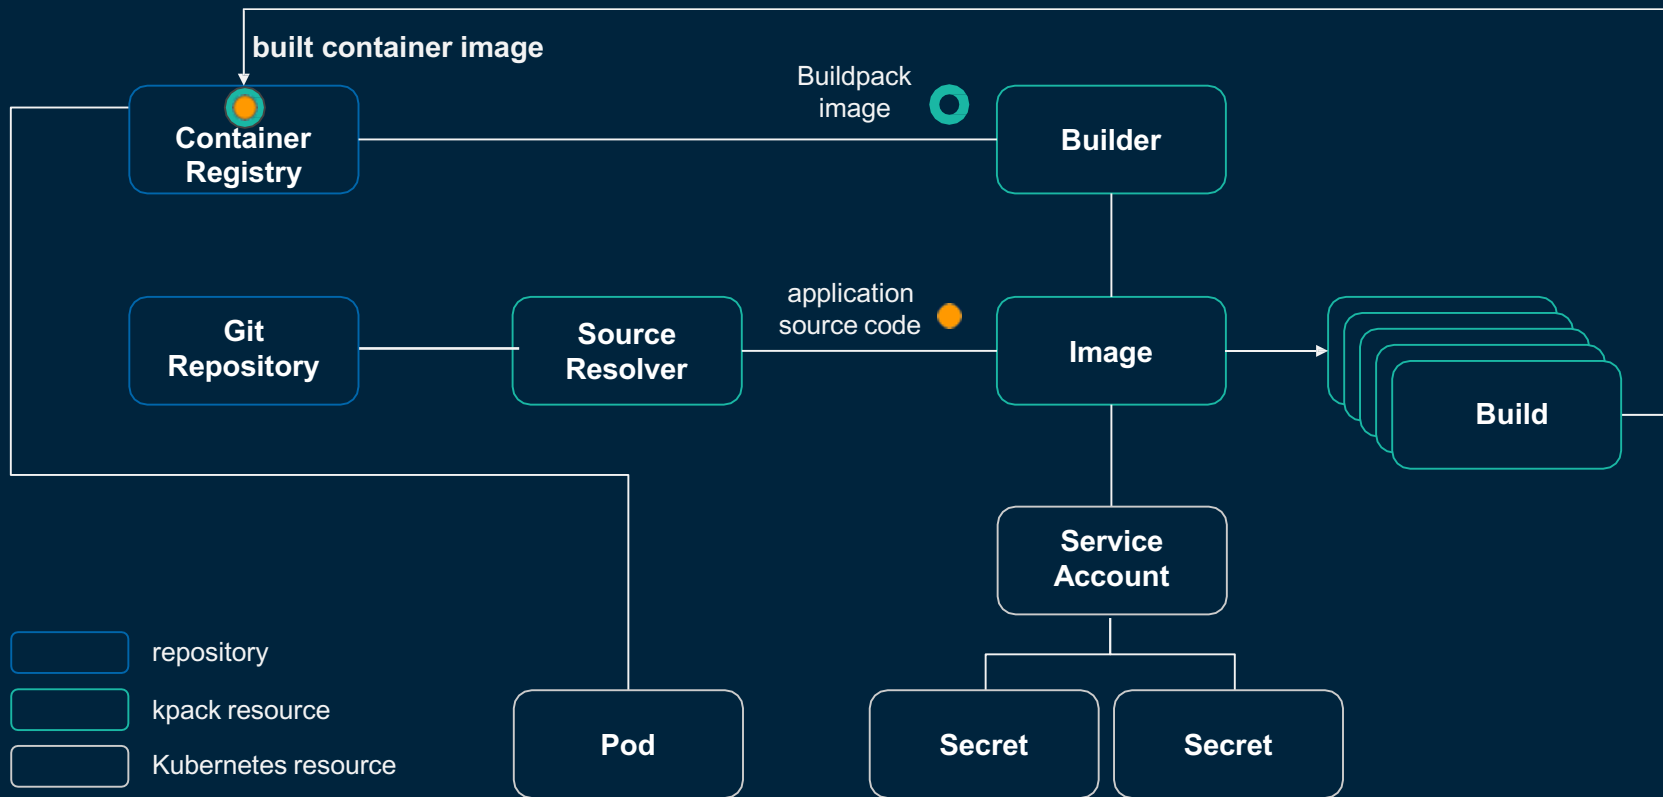 built container image
Buildpack
image
Container
Registry
Builder
application
source code
Git
Repository
Source
Resolver
Image
Build
Service
Account
repository
kpack resource
Kubernetes resource
Pod
Secret
Secret